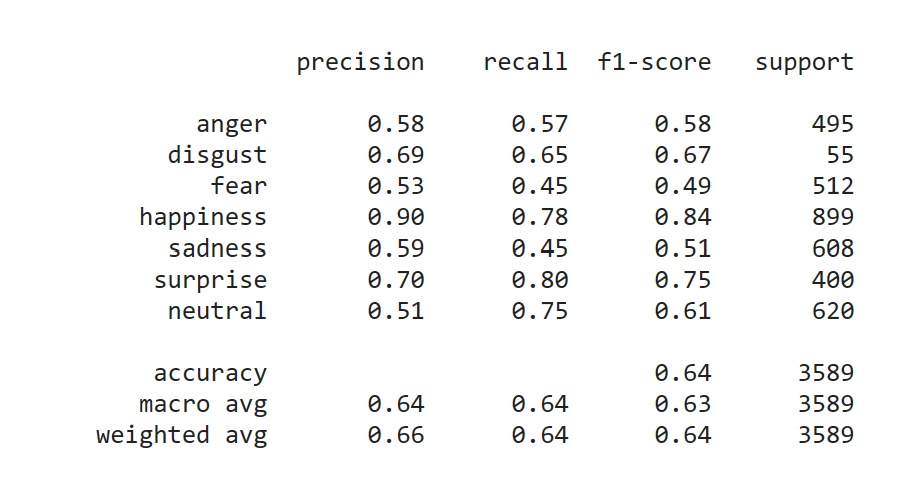 precision recall f1-score support
anger 0.58 0.57 0.58 495
disgust 0.69 0.65 0.67 55
fear 0.53 0.45 0.49 512
happiness 0.90 0.78 0.84 899
sadness 0.59 0.45 0.51 608
surprise 0.70 0.80 0.75 400
neutral 0.51 0.75 0.61 620
accuracy 0.64 3589
macro avg 0.64 0.64 0.63 3589
weighted avg 0.66 0.64 0.64 3589